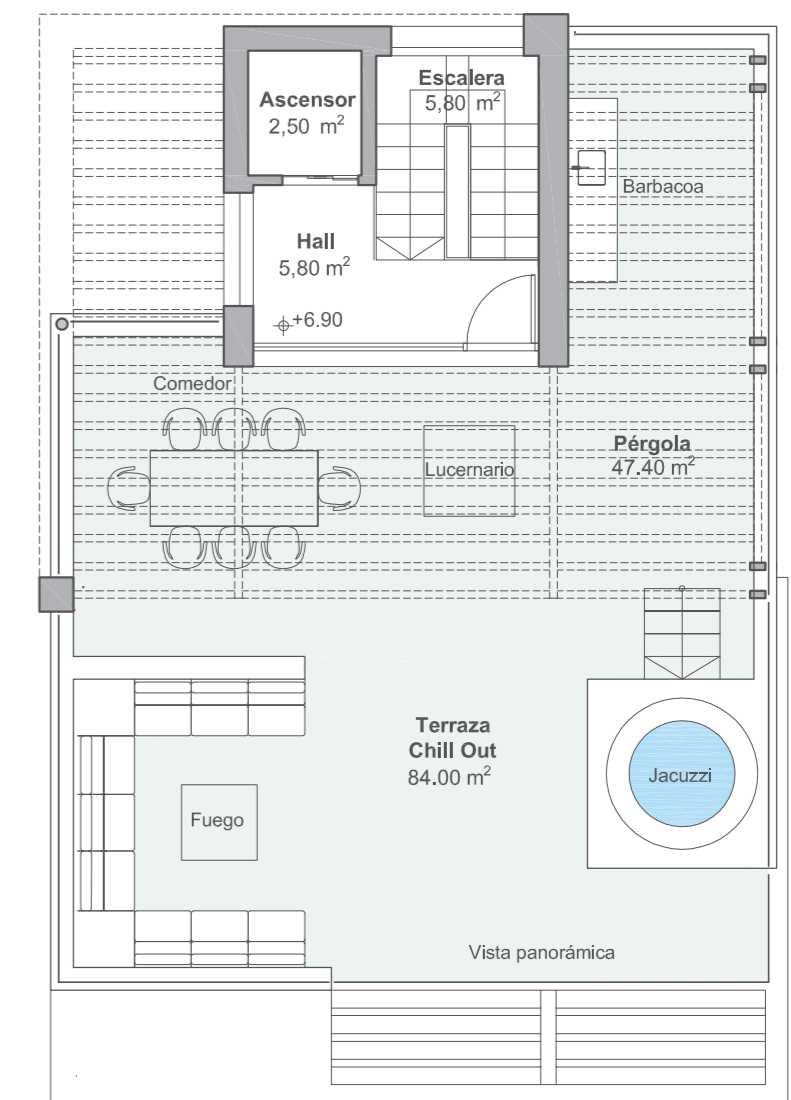 Escalera
5,80 m²
Ascensor
2,50 m²
Barbacoa
Hall
5,80 m²
+6.90
Comedor
Pérgola
47.40 m²
Lucernario
Terraza
Chill Out
84.00 m²
Jacuzzi
Fuego
Vista panorámica